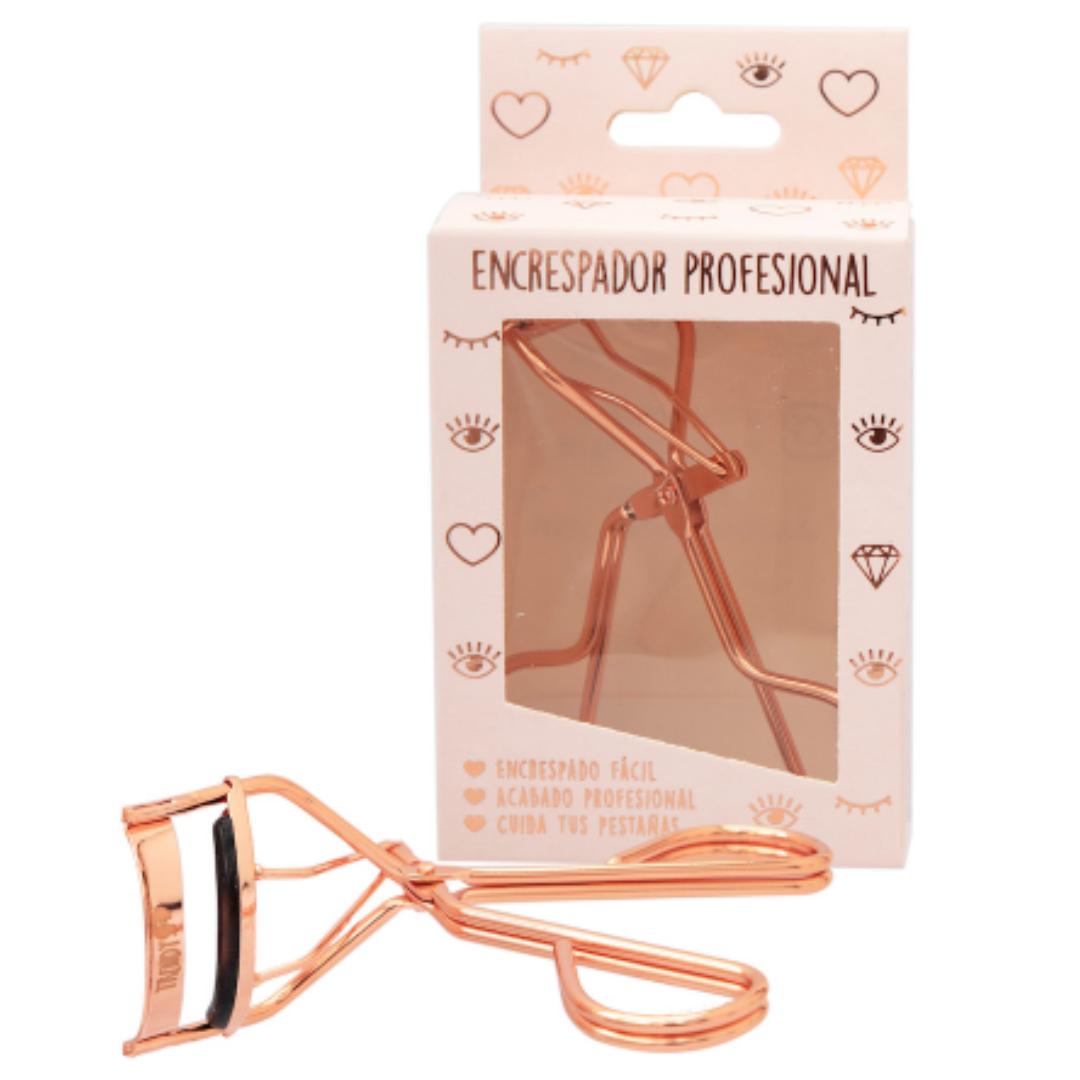 ENCRESPADOR PROFESIONAL
ENCRESPADO FÁCIL
ACABADO PROFESIONAL
CUIDA TUS PESTAÑAS